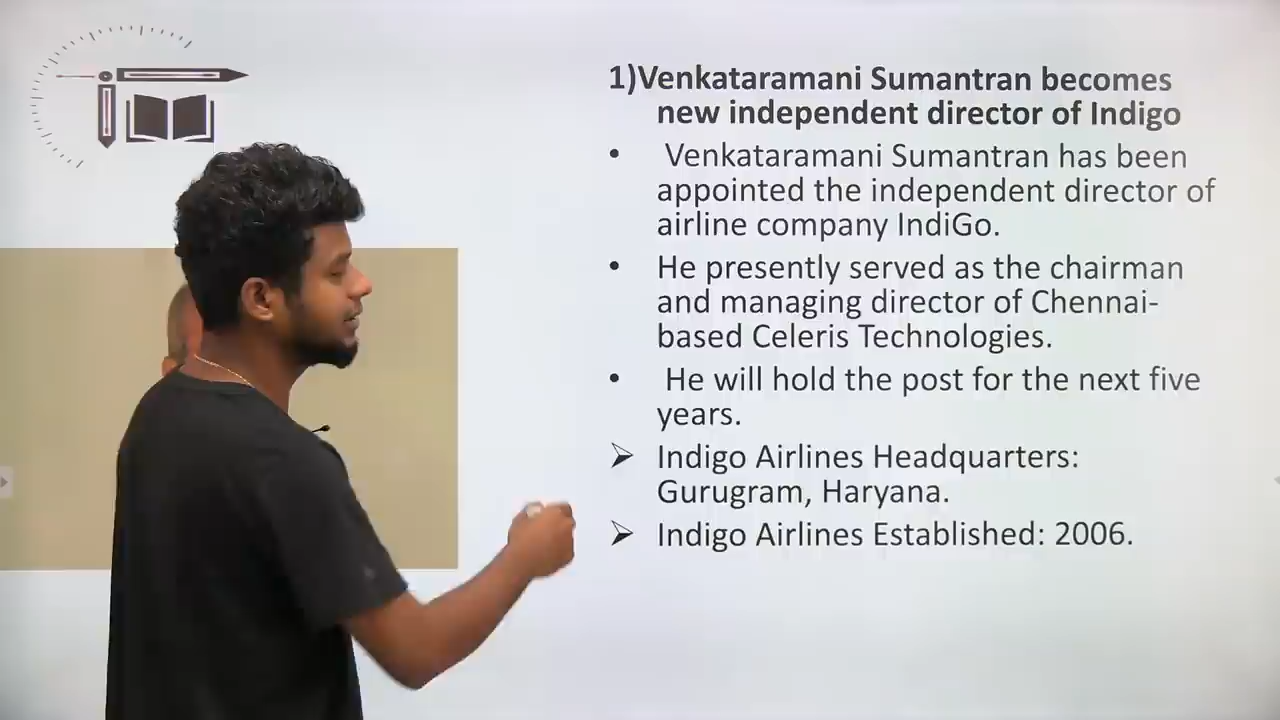 1)Venkataramani Sumantran becomes
new independent director of Indigo
• Venkataramani Sumantran has been
appointed the independent director of
airline company IndiGo.
• He presently served as the chairman
and managing director of Chennai-
based Celeris Technologies.
• He will hold the post for the next five
years.
➢ Indigo Airlines Headquarters:
Gurugram, Haryana.
➢ Indigo Airlines Established: 2006.